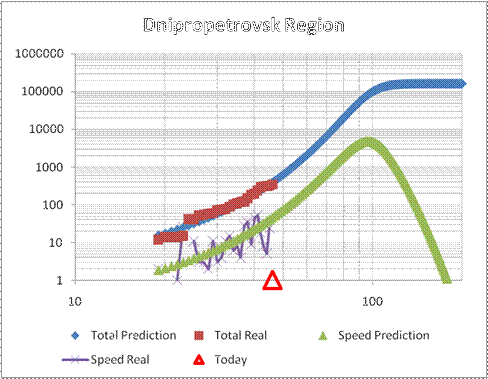 Dnipropetrovsk Region
1000000
100000
10000
1000
100
10
1
10 100
Total Prediction Total Real Speed Prediction
Speed Real Today